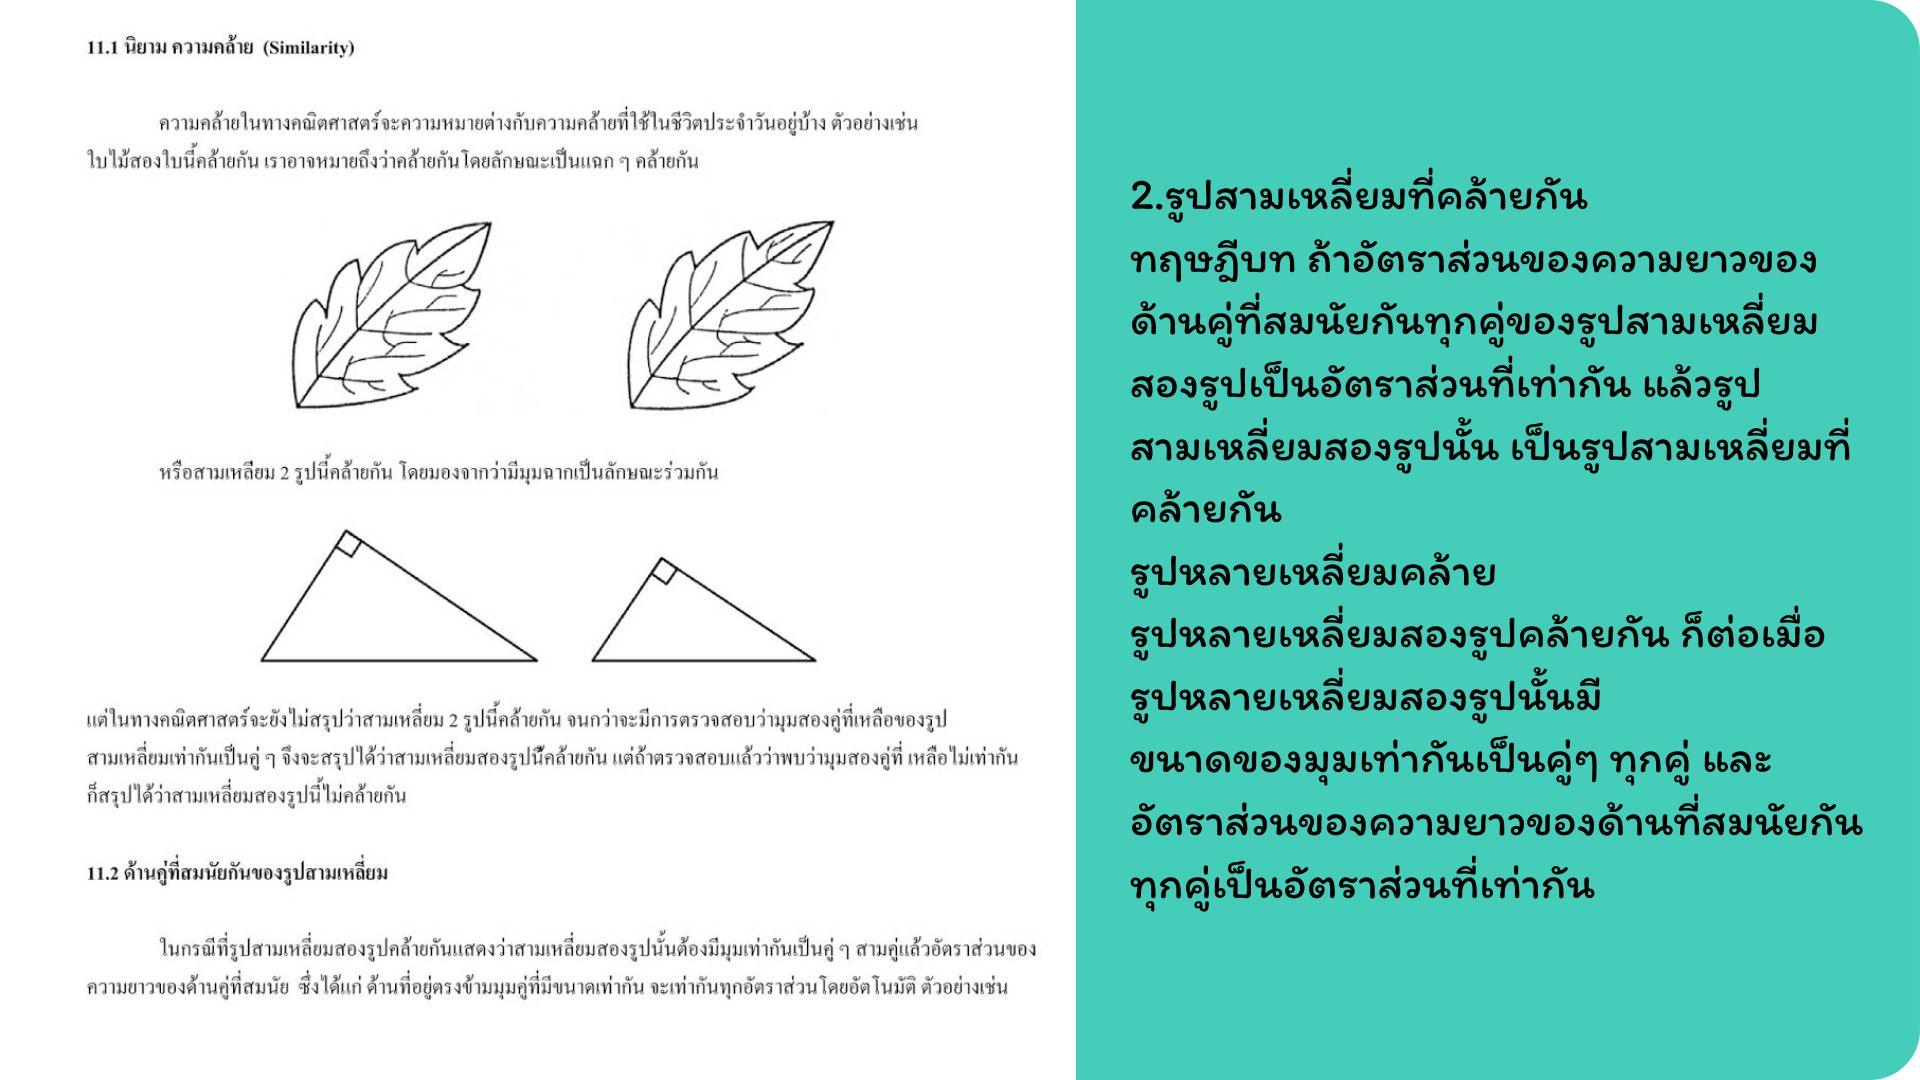 11.1 นิยาม ความคล้าย (Similarity)
ความคล้ายในทางคณิตศาสตร์จะความหมายต่างกับความคล้ายที่ใช้ในชีวิตประจำวันอยู่บ้าง ตัวอย่างเช่น
ใบไม้สองใบนี้คล้ายกัน เราอาจหมายถึงว่าคล้ายกันโดยลักษณะเป็นแฉก ๆ คล้ายกัน
หรือสามเหลี่ยม 2 รูปนี้คล้ายกัน โดยมองจากว่ามีมุมฉากเป็นลักษณะร่วมกัน
แต่ในทางคณิตศาสตร์จะยังไม่สรุปว่าสามเหลี่ยม 2 รูปนี้คล้ายกัน จนกว่าจะมีการตรวจสอบว่ามุมสองคู่ที่เหลือของรูป
สามเหลี่ยมเท่ากันเป็นคู่ ๆ จึงจะสรุปได้ว่าสามเหลี่ยมสองรูปนี้คล้ายกัน แต่ถ้าตรวจสอบแล้วว่าพบว่ามุมสองคู่ที่ เหลือไม่เท่ากัน
ก็สรุปได้ว่าสามเหลี่ยมสองรูปนี้ไม่คล้ายกัน
11.2 ด้านคู่ที่สมนัยกันของรูปสามเหลี่ยม
ในกรณีที่รูปสามเหลี่ยมสองรูปคล้ายกันแสดงว่าสามเหลี่ยมสองรูปนั้นต้องมีมุมเท่ากันเป็นคู่ ๆ สามคู่แล้วอัตราส่วนของ
ความยาวของด้านคู่ที่สมนัย ซึ่งได้แก่ ด้านที่อยู่ตรงข้ามมุมคู่ที่มีขนาดเท่ากัน จะเท่ากันทุกอัตราส่วนโดยอัตโนมัติ ตัวอย่างเช่น
2.รูปสามเหลี่ยมที่คล้ายกัน
ทฤษฎีบท ถ้าอัตราส่วนของความยาวของ
ด้านคู่ที่สมนัยกันทุกคู่ของรูปสามเหลี่ยม
สองรูปเป็นอัตราส่วนที่เท่ากัน แล้วรูป
สามเหลี่ยมสองรูปนั้น เป็นรูปสามเหลี่ยมที่
คล้ายกัน
รูปหลายเหลี่ยมคล้าย
รูปหลายเหลี่ยมสองรูปคล้ายกัน ก็ต่อเมื่อ
รูปหลายเหลี่ยมสองรูปนั้นมี
ขนาดของมุมเท่ากันเป็นคู่ๆ ทุกคู่ และ
อัตราส่วนของความยาวของด้านที่สมนัยกัน
ทุกคู่เป็นอัตราส่วนที่เท่ากัน